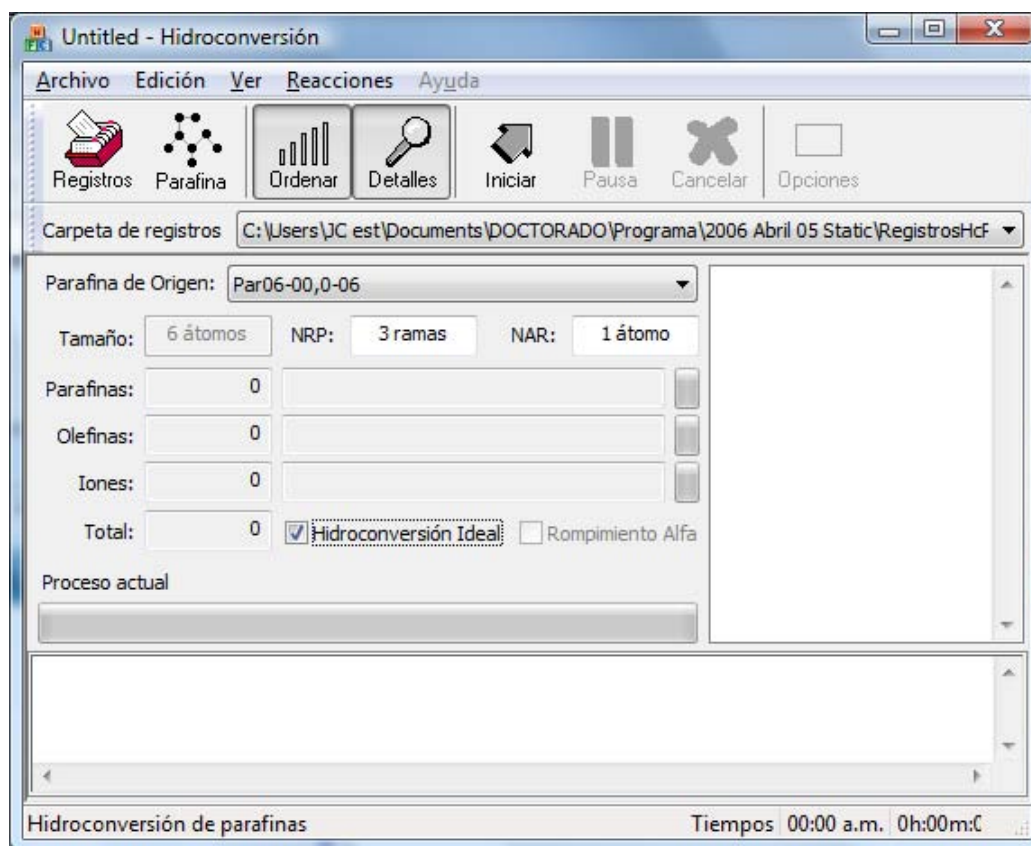 Untitled - Hidroconversión
Archivo Edición Ver Reacciones Ayuda
Registros Parafina Ordenar Detalles Iniciar Pausa Cancelar Opciones
Carpeta de registros C:\Users\JC est\Documents\DOCTORADO\Programa\2006 Abril 05 Static\RegistrosHcF
Parafina de Origen: Par06-00,0-06
Tamaño: 6 átomos NRP: 3 ramas NAR: 1 átomo
Parafinas: 0
Olefinas: 0
Iones: 0
Total: 0 Hidroconversión Ideal Rompimiento Alfa
Proceso actual
Hidroconversión de parafinas Tiempos 00:00 a.m. 0h:00m:0